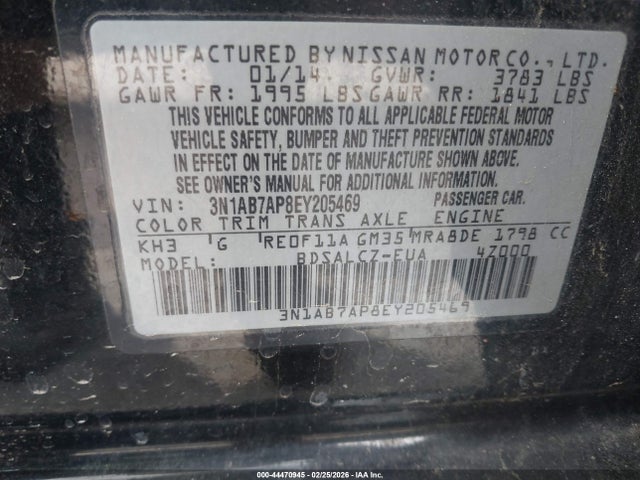 MANUFACTURED BY NISSAN MOTOR CO., LTD.
DATE: 01/14 GVWR: 3783 LBS
GAWR FR: 1995 LBS GAWR RR: 1841 LBS
THIS VEHICLE CONFORMS TO ALL APPLICABLE FEDERAL MOTOR
VEHICLE SAFETY, BUMPER AND THEFT PREVENTION STANDARDS
IN EFFECT ON THE DATE OF MANUFACTURE SHOWN ABOVE.
SEE OWNER'S MANUAL FOR ADDITIONAL INFORMATION.
VIN: 3N1AB7AP8EY205469 PASSENGER CAR.
COLOR TRIM TRANS AXLE ENGINE
KH3 G RE0F11A GM35 MRA8DE 1798 CC
MODEL: BDSALCZ-EUA 4Z000
3N1AB7AP8EY205469
000-44470945 - 02/25/2026 - IAA Inc.